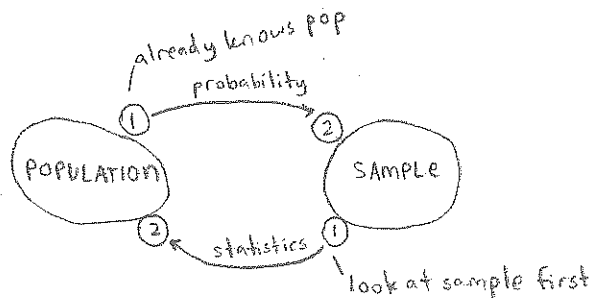 already knows pop
probability
1
2
POPULATION
SAMPLE
2
statistics
1
look at sample first